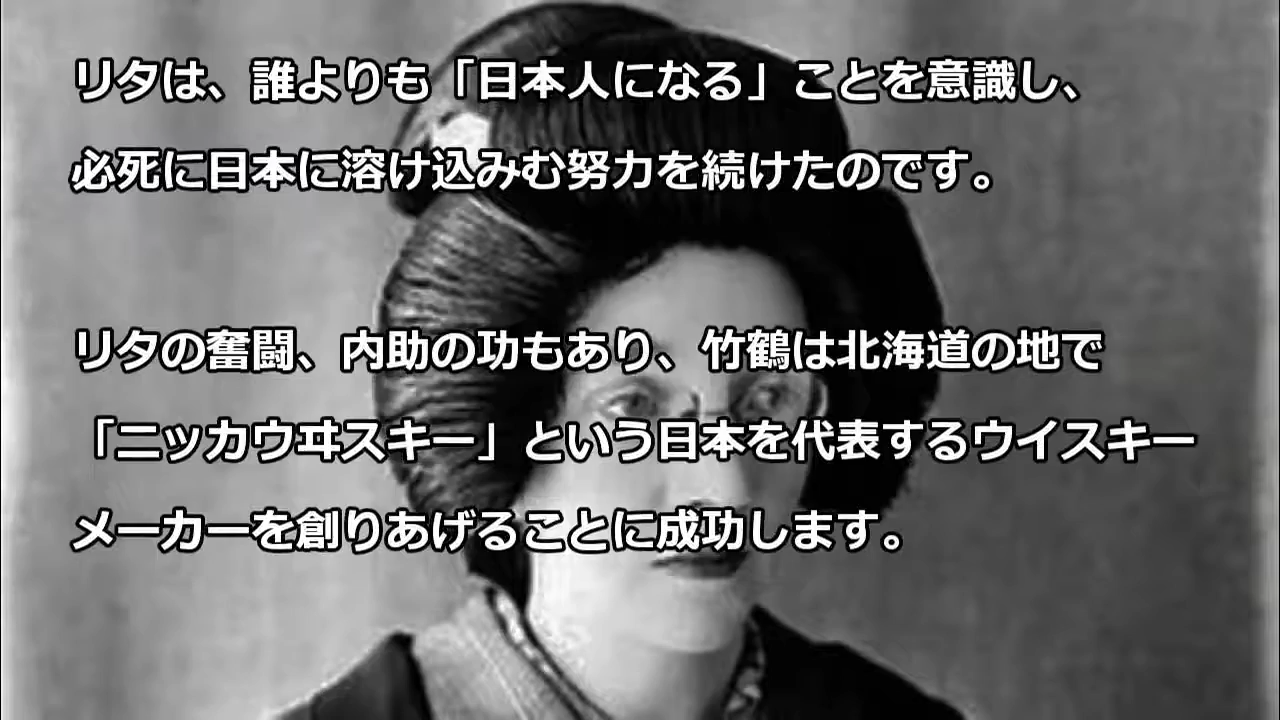 リタは、誰よりも「日本人になる」ことを意識し、
必死に日本に溶け込みむ努力を続けたのです。
リタの奮闘、内助の功もあり、竹鶴は北海道の地で
「ニッカウヰスキー」という日本を代表するウイスキー
メーカーを創りあげることに成功します。